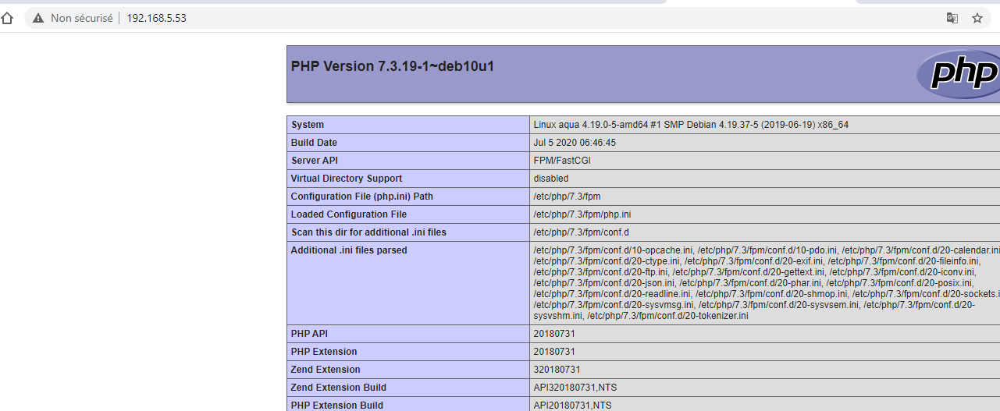 Non sécurisé 192.168.5.53
PHP Version 7.3.19-1~deb10u1
php
System Linux aqua 4.19.0-5-amd64 #1 SMP Debian 4.19.37-5 (2019-06-19) x86_64
Build Date Jul 5 2020 06:46:45
Server API FPM/FastCGI
Virtual Directory Support disabled
Configuration File (php.ini) Path /etc/php/7.3/fpm
Loaded Configuration File /etc/php/7.3/fpm/php.ini
Scan this dir for additional .ini files /etc/php/7.3/fpm/conf.d
Additional .ini files parsed /etc/php/7.3/fpm/conf.d/10-opcache.ini, /etc/php/7.3/fpm/conf.d/10-pdo.ini, /etc/php/7.3/fpm/conf.d/20-calendar.ini
/etc/php/7.3/fpm/conf.d/20-ctype.ini, /etc/php/7.3/fpm/conf.d/20-exif.ini, /etc/php/7.3/fpm/conf.d/20-fileinfo.ini,
/etc/php/7.3/fpm/conf.d/20-ftp.ini, /etc/php/7.3/fpm/conf.d/20-gettext.ini, /etc/php/7.3/fpm/conf.d/20-iconv.ini,
/etc/php/7.3/fpm/conf.d/20-json.ini, /etc/php/7.3/fpm/conf.d/20-phar.ini, /etc/php/7.3/fpm/conf.d/20-posix.ini,
/etc/php/7.3/fpm/conf.d/20-readline.ini, /etc/php/7.3/fpm/conf.d/20-shmop.ini, /etc/php/7.3/fpm/conf.d/20-sockets.i
/etc/php/7.3/fpm/conf.d/20-sysvmsg.ini, /etc/php/7.3/fpm/conf.d/20-sysvsem.ini, /etc/php/7.3/fpm/conf.d/20-
sysvshm.ini, /etc/php/7.3/fpm/conf.d/20-tokenizer.ini
PHP API 20180731
PHP Extension 20180731
Zend Extension 320180731
Zend Extension Build API320180731,NTS
PHP Extension Build API20180731,NTS